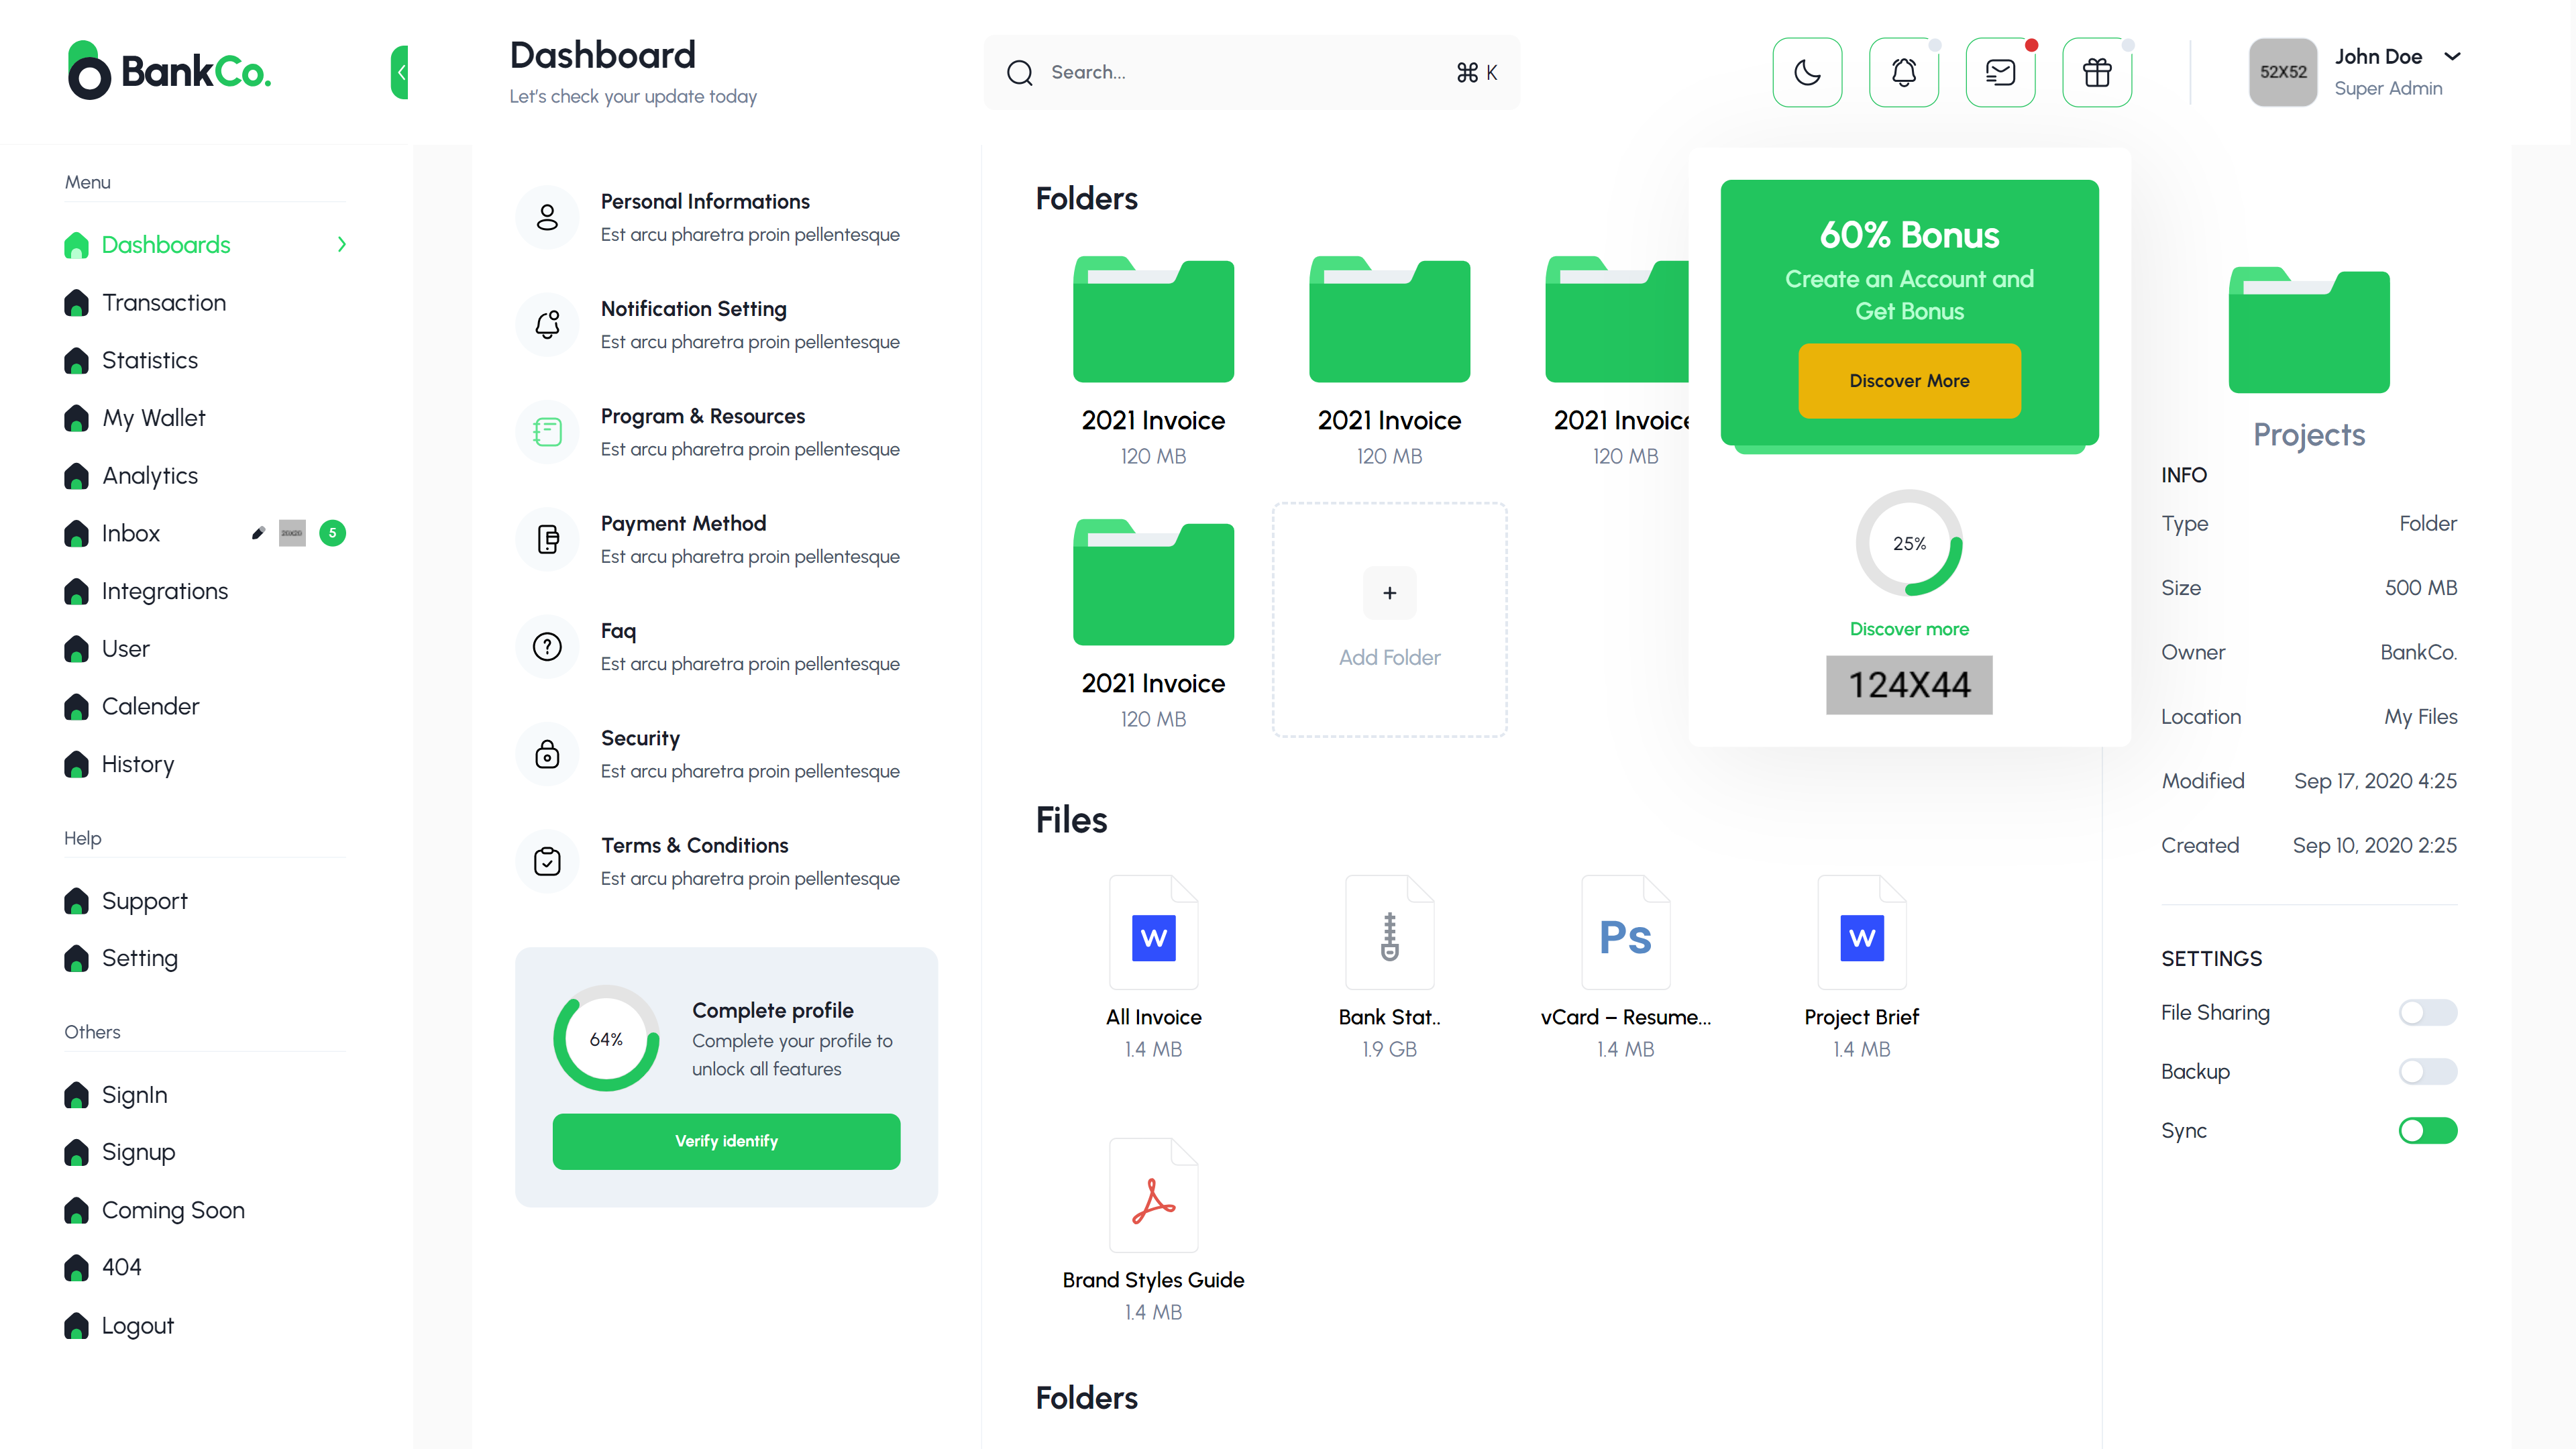 BankCo.
Dashboard
Let's check your update today
Search...
⌘ K
52X52
John Doe
Super Admin
Menu
Dashboards
Transaction
Statistics
My Wallet
Analytics
Inbox
5
Integrations
User
Calender
History
Help
Support
Setting
Others
SignIn
Signup
Coming Soon
404
Logout
Personal Informations
Est arcu pharetra proin pellentesque
Notification Setting
Est arcu pharetra proin pellentesque
Program & Resources
Est arcu pharetra proin pellentesque
Payment Method
Est arcu pharetra proin pellentesque
Faq
Est arcu pharetra proin pellentesque
Security
Est arcu pharetra proin pellentesque
Terms & Conditions
Est arcu pharetra proin pellentesque
64%
Complete profile
Complete your profile to
unlock all features
Verify identify
Folders
2021 Invoice
120 MB
2021 Invoice
120 MB
2021 Invoice
120 MB
2021 Invoice
120 MB
+
Add Folder
60% Bonus
Create an Account and
Get Bonus
Discover More
25%
Discover more
124X44
Files
W
All Invoice
1.4 MB
Bank Stat..
1.9 GB
Ps
vCard – Resume...
1.4 MB
W
Project Brief
1.4 MB
Brand Styles Guide
1.4 MB
Folders
Projects
INFO
Type Folder
Size 500 MB
Owner BankCo.
Location My Files
Modified Sep 17, 2020 4:25
Created Sep 10, 2020 2:25
SETTINGS
File Sharing
Backup
Sync